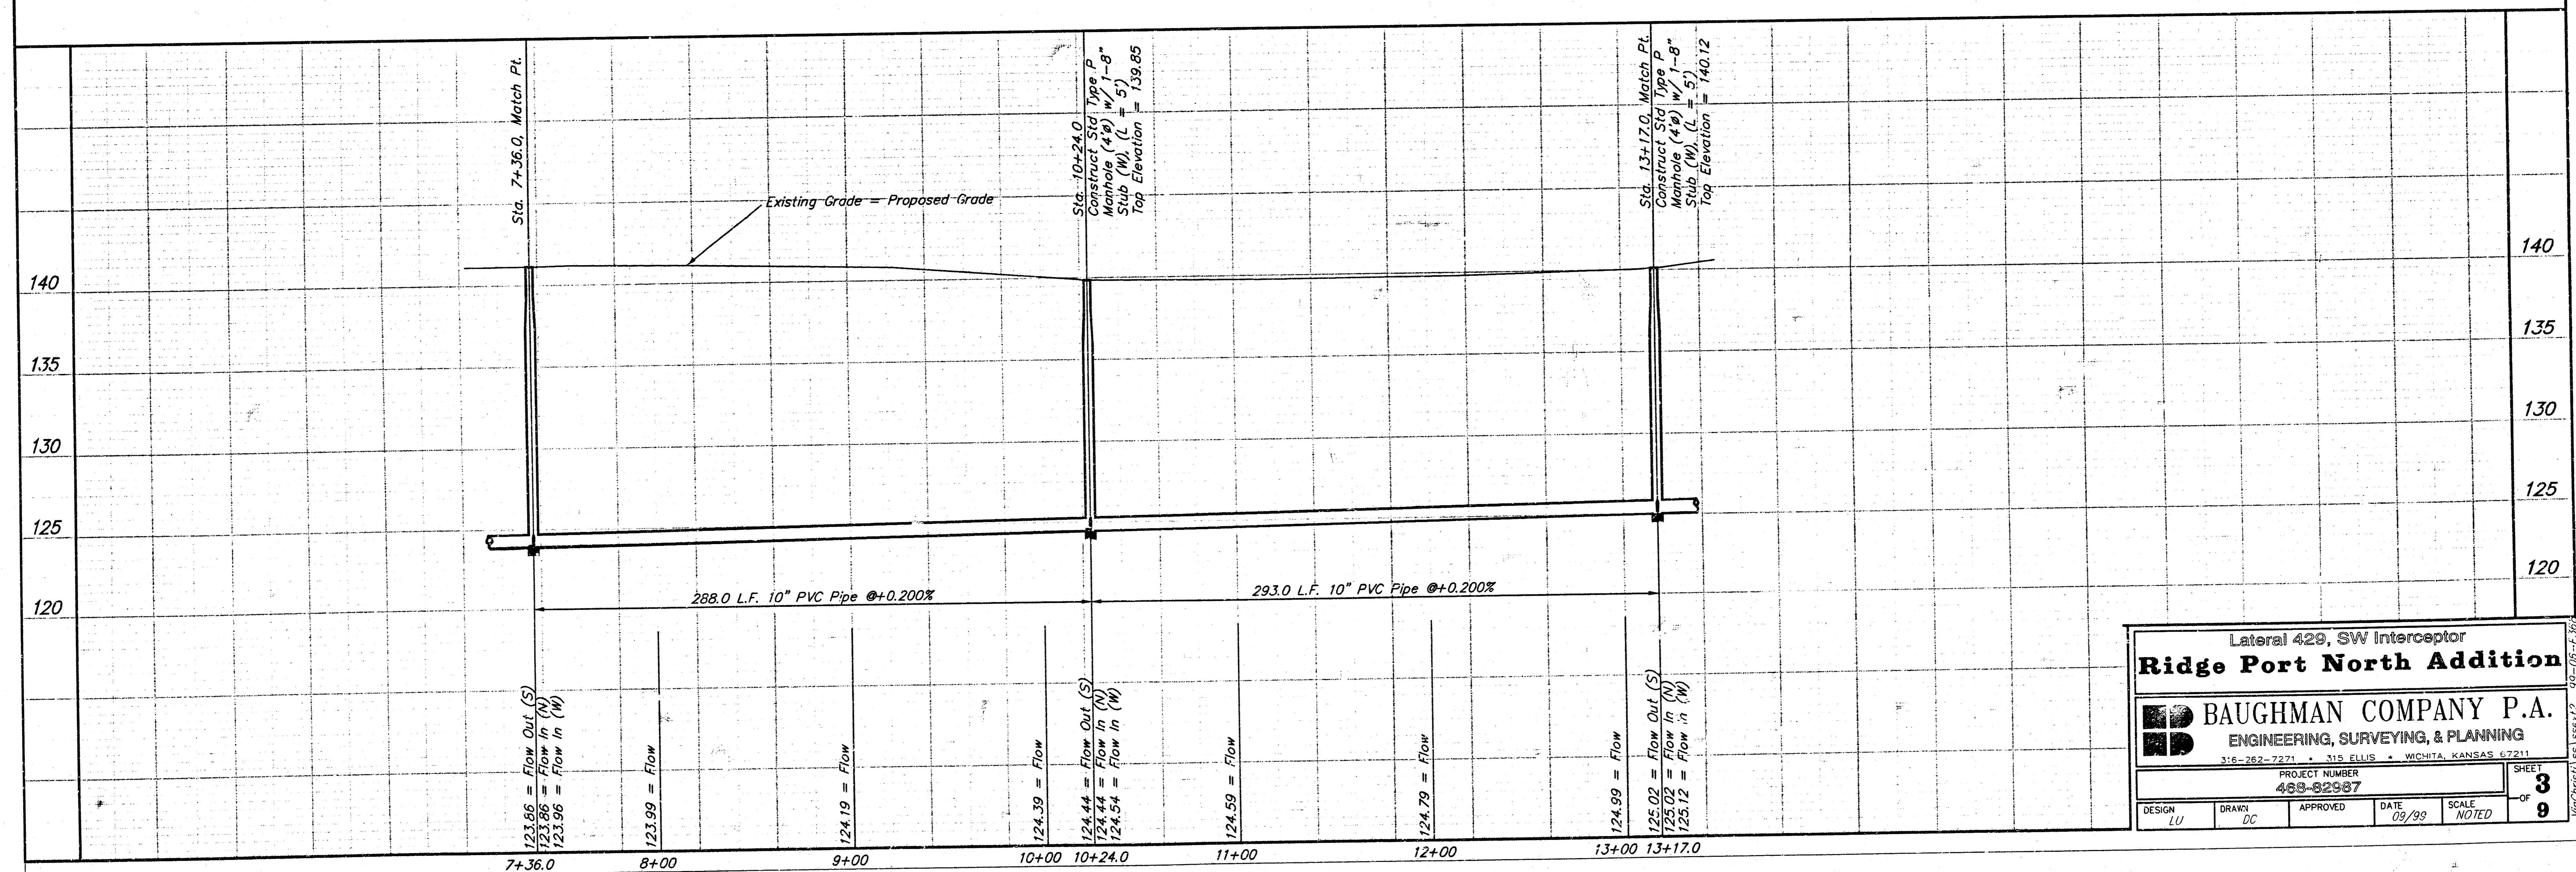 Sta. 7+36.0, Match Pt.
Sta. 10+24.0
Construct Std Type P
Manhole (4'ø) w/ 1-8"
Stub (W), (L = 5')
Top Elevation = 139.85
Sta. 13+17.0, Match Pt.
Construct Std Type P
Manhole (4'ø) w/ 1-8"
Stub (W), (L = 5')
Top Elevation = 140.12
Existing Grade = Proposed Grade
140
135
130
125
120
140
135
130
125
120
288.0 L.F. 10" PVC Pipe @+0.200%
293.0 L.F. 10" PVC Pipe @+0.200%
123.86 = Flow Out (S)
123.86 = Flow In (N)
123.96 = Flow In (W)
123.99 = Flow
124.19 = Flow
124.39 = Flow
124.44 = Flow Out (S)
124.44 = Flow In (N)
124.54 = Flow In (W)
124.59 = Flow
124.79 = Flow
124.99 = Flow
125.02 = Flow Out (S)
125.02 = Flow In (N)
125.12 = Flow In (W)
7+36.0
8+00
9+00
10+00
10+24.0
11+00
12+00
13+00
13+17.0
Lateral 429, SW Interceptor
Ridge Port North Addition
BAUGHMAN COMPANY P.A.
ENGINEERING, SURVEYING, & PLANNING
316-262-7271 • 315 ELLIS • WICHITA, KANSAS 67211
PROJECT NUMBER
468-82987
SHEET
3
OF
9
DESIGN
LU
DRAWN
DC
APPROVED
DATE
09/99
SCALE
NOTED